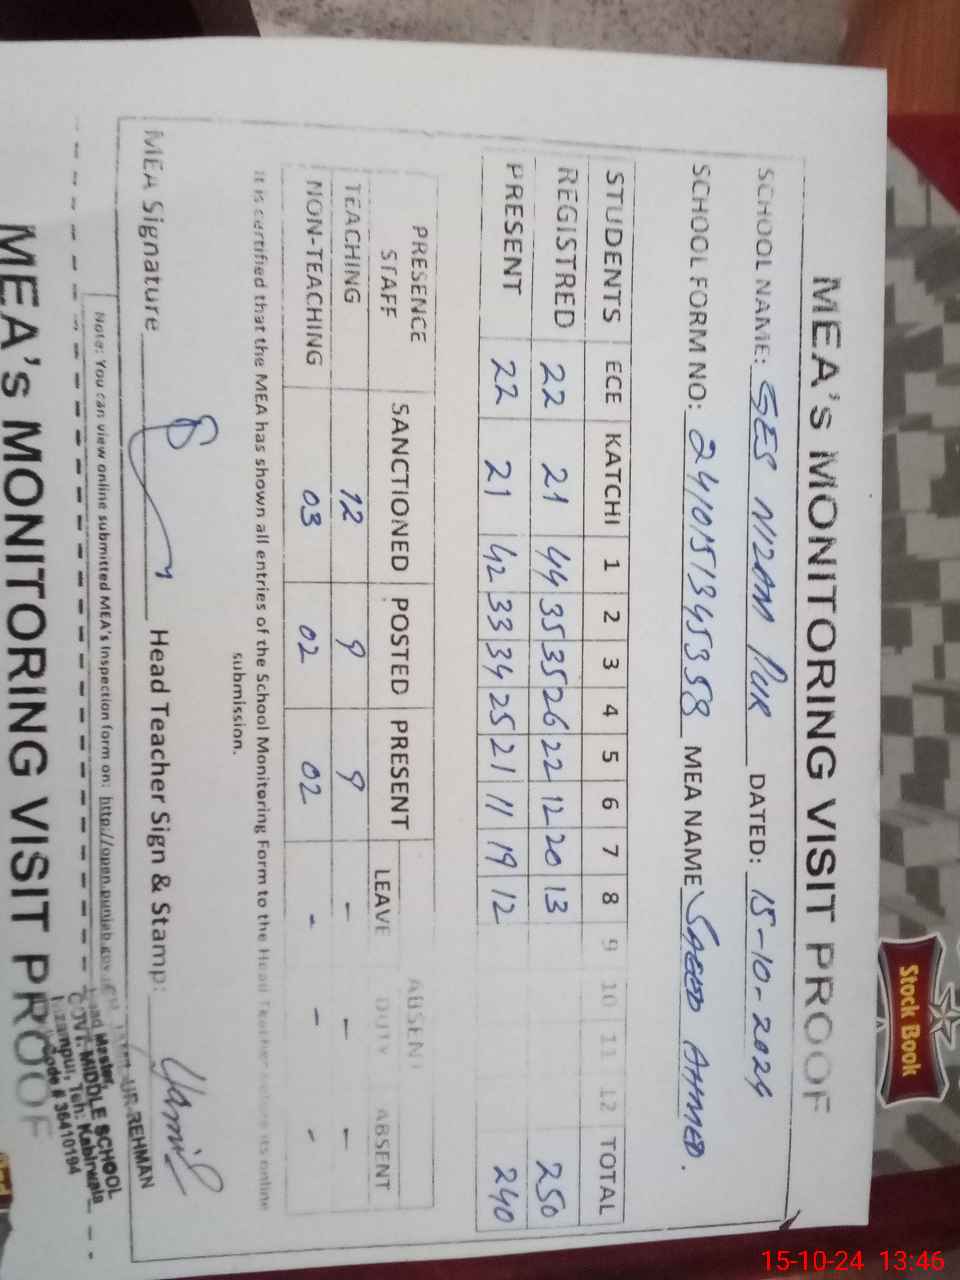 MEA's MONITORING VISIT PROOF
SCHOOL NAME: GES NIZAM PUR DATED: 15-10-2024
SCHOOL FORM NO: 241015134535 8 MEA NAME SAEED AHMED.
STUDENTS ECE KATCHI 1 2 3 4 5 6 7 8 9 10 11 12 TOTAL
REGISTRED 22 21 44 35 35 26 22 12 20 13 250
PRESENT 22 21 42 33 34 25 21 11 19 12 240
PRESENCE STAFF SANCTIONED POSTED PRESENT ABSENT
LEAVE DUTY ABSENT
TEACHING 12 9 9 - - -
NON-TEACHING 03 02 02 - - -
It is certified that the MEA has shown all entries of the School Monitoring Form to the Head Teacher before its online
submission.
MEA Signature Head Teacher Sign & Stamp:
UR-REHMAN
Head Master,
GOVT: MIDDLE SCHOOL
Nizampur, Teh: Kabirwala
Code # 36410194
Note: You can view online submitted MEA's Inspection form on: http://open.punjab.gov.
MEA's MONITORING VISIT PROOF
Stock Book
15-10-24 13:46